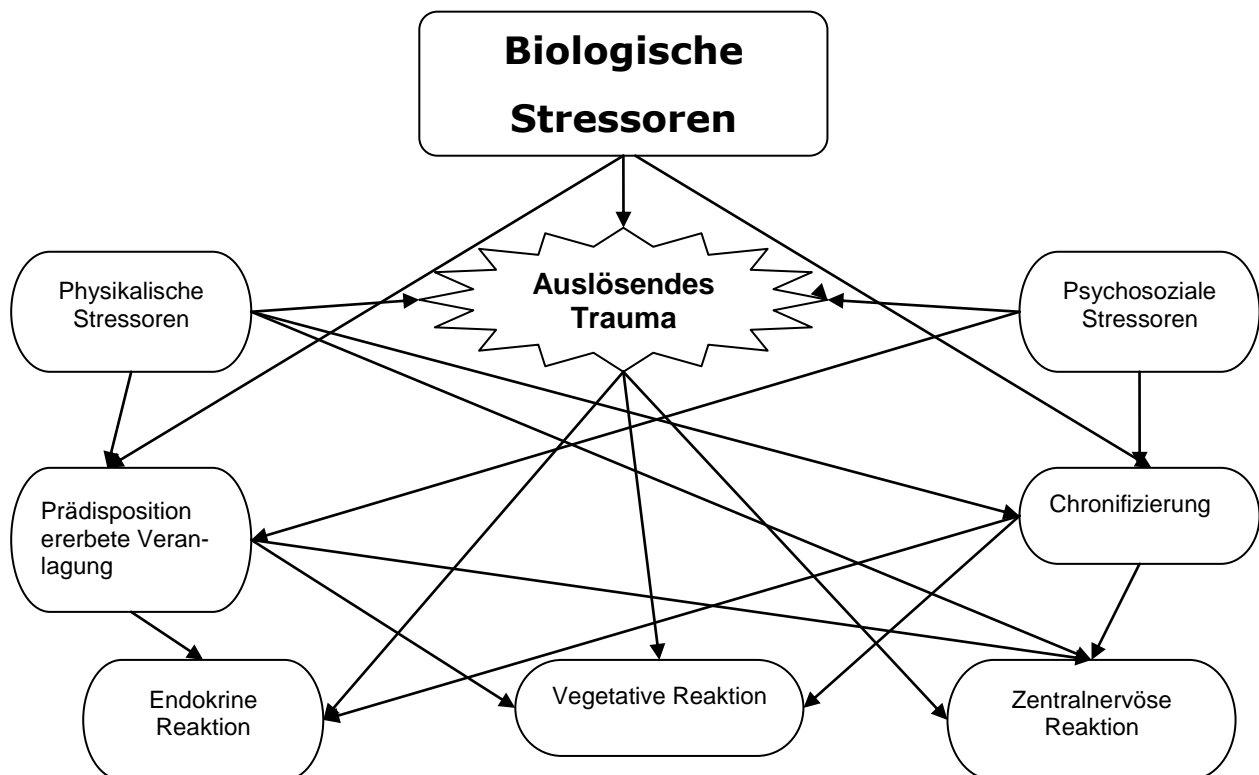 Biologische
Stressoren
Physikalische
Stressoren
Auslösendes
Trauma
Psychosoziale
Stressoren
Prädisposition
ererbete Veran-
lagung
Chronifizierung
Endokrine
Reaktion
Vegetative Reaktion
Zentralnervöse
Reaktion